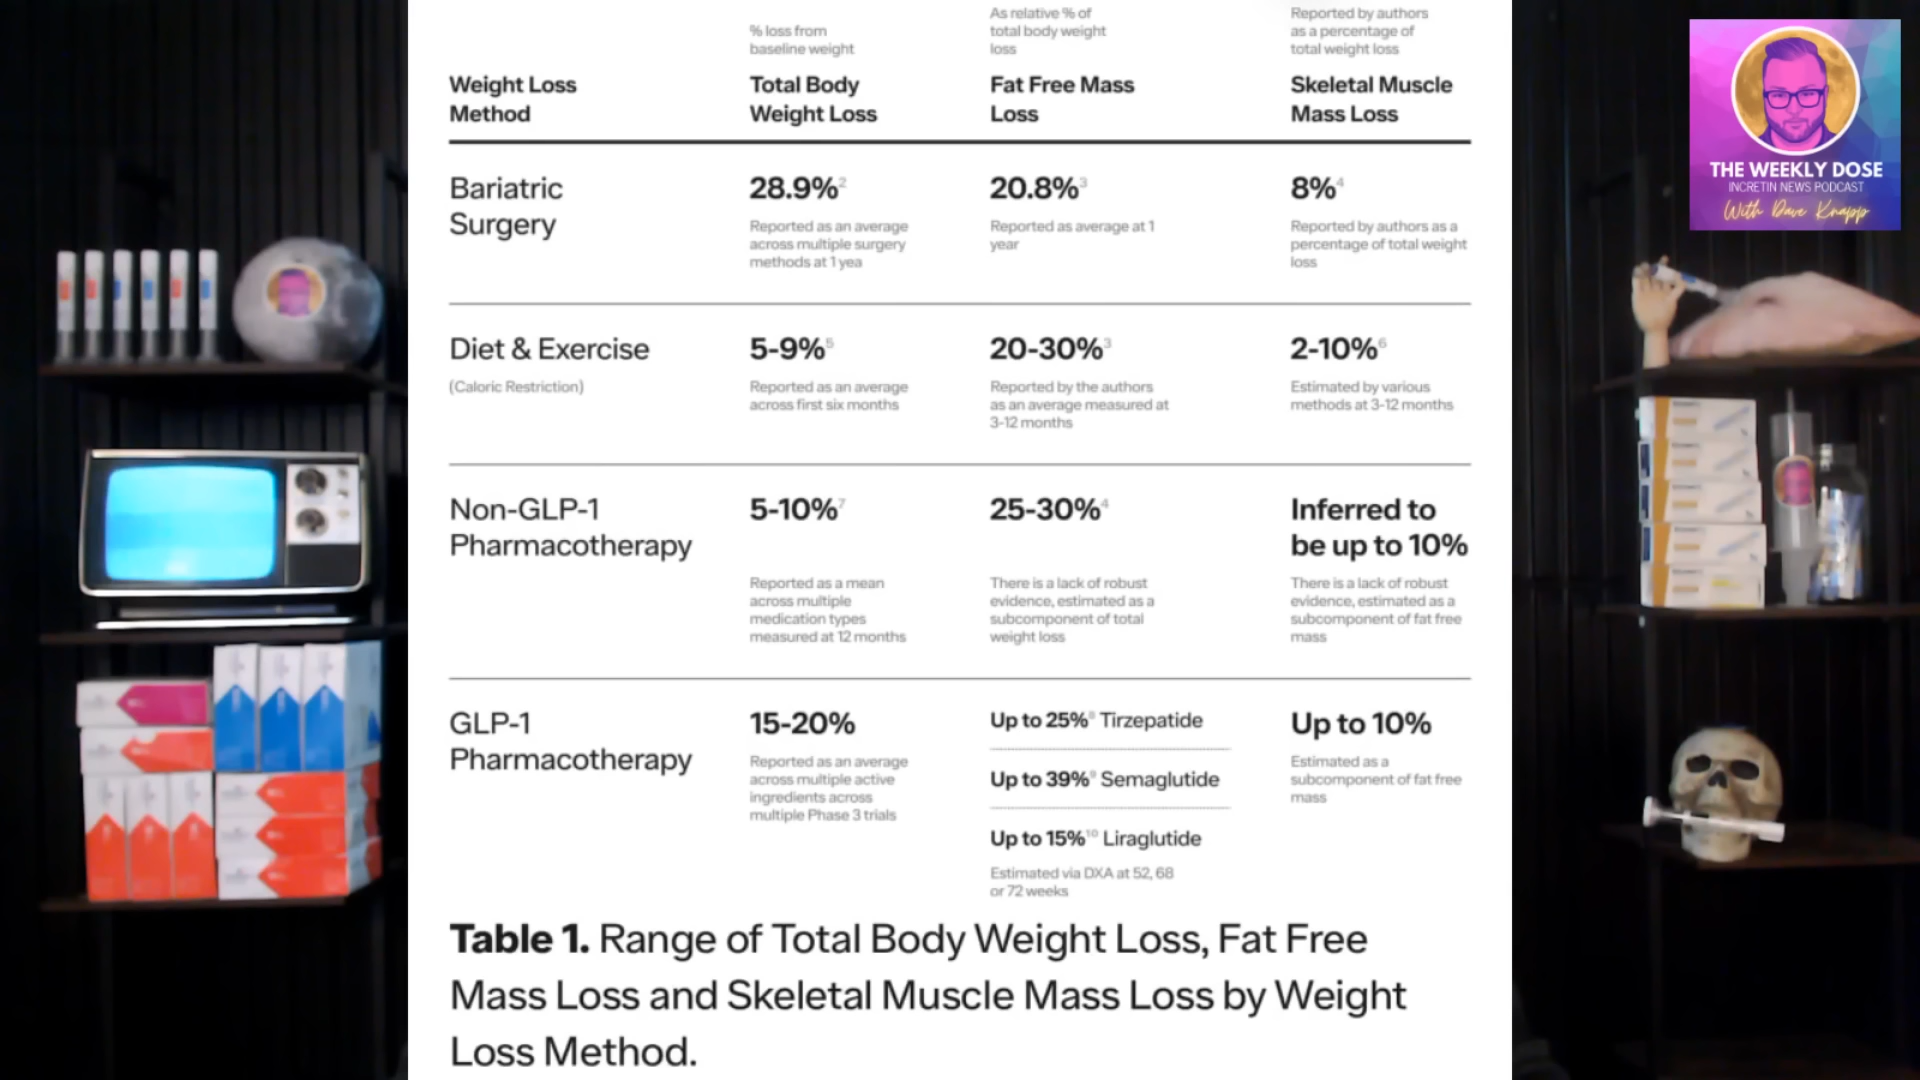 % loss from
baseline weight
As relative % of
total body weight
loss
Reported by authors
as a percentage of
total weight loss
Weight Loss
Method
Total Body
Weight Loss
Fat Free Mass
Loss
Skeletal Muscle
Mass Loss
Bariatric
Surgery
28.9%2
Reported as an average
across multiple surgery
methods at 1 yea
20.8%3
Reported as average at 1
year
8%4
Reported by authors as a
percentage of total weight
loss
Diet & Exercise
(Caloric Restriction)
5-9%5
Reported as an average
across first six months
20-30%3
Reported by the authors
as an average measured at
3-12 months
2-10%6
Estimated by various
methods at 3-12 months
Non-GLP-1
Pharmacotherapy
5-10%7
Reported as a mean
across multiple
medication types
measured at 12 months
25-30%4
There is a lack of robust
evidence, estimated as a
subcomponent of total
weight loss
Inferred to
be up to 10%
There is a lack of robust
evidence, estimated as a
subcomponent of fat free
mass
GLP-1
Pharmacotherapy
15-20%
Reported as an average
across multiple active
ingredients across
multiple Phase 3 trials
Up to 25% Tirzepatide
Up to 39% Semaglutide
Up to 15%10 Liraglutide
Estimated via DXA at 52, 68
or 72 weeks
Up to 10%
Estimated as a
subcomponent of fat free
mass
Table 1. Range of Total Body Weight Loss, Fat Free
Mass Loss and Skeletal Muscle Mass Loss by Weight
Loss Method.
THE WEEKLY DOSE
INCRETIN NEWS PODCAST
With Dave Knapp